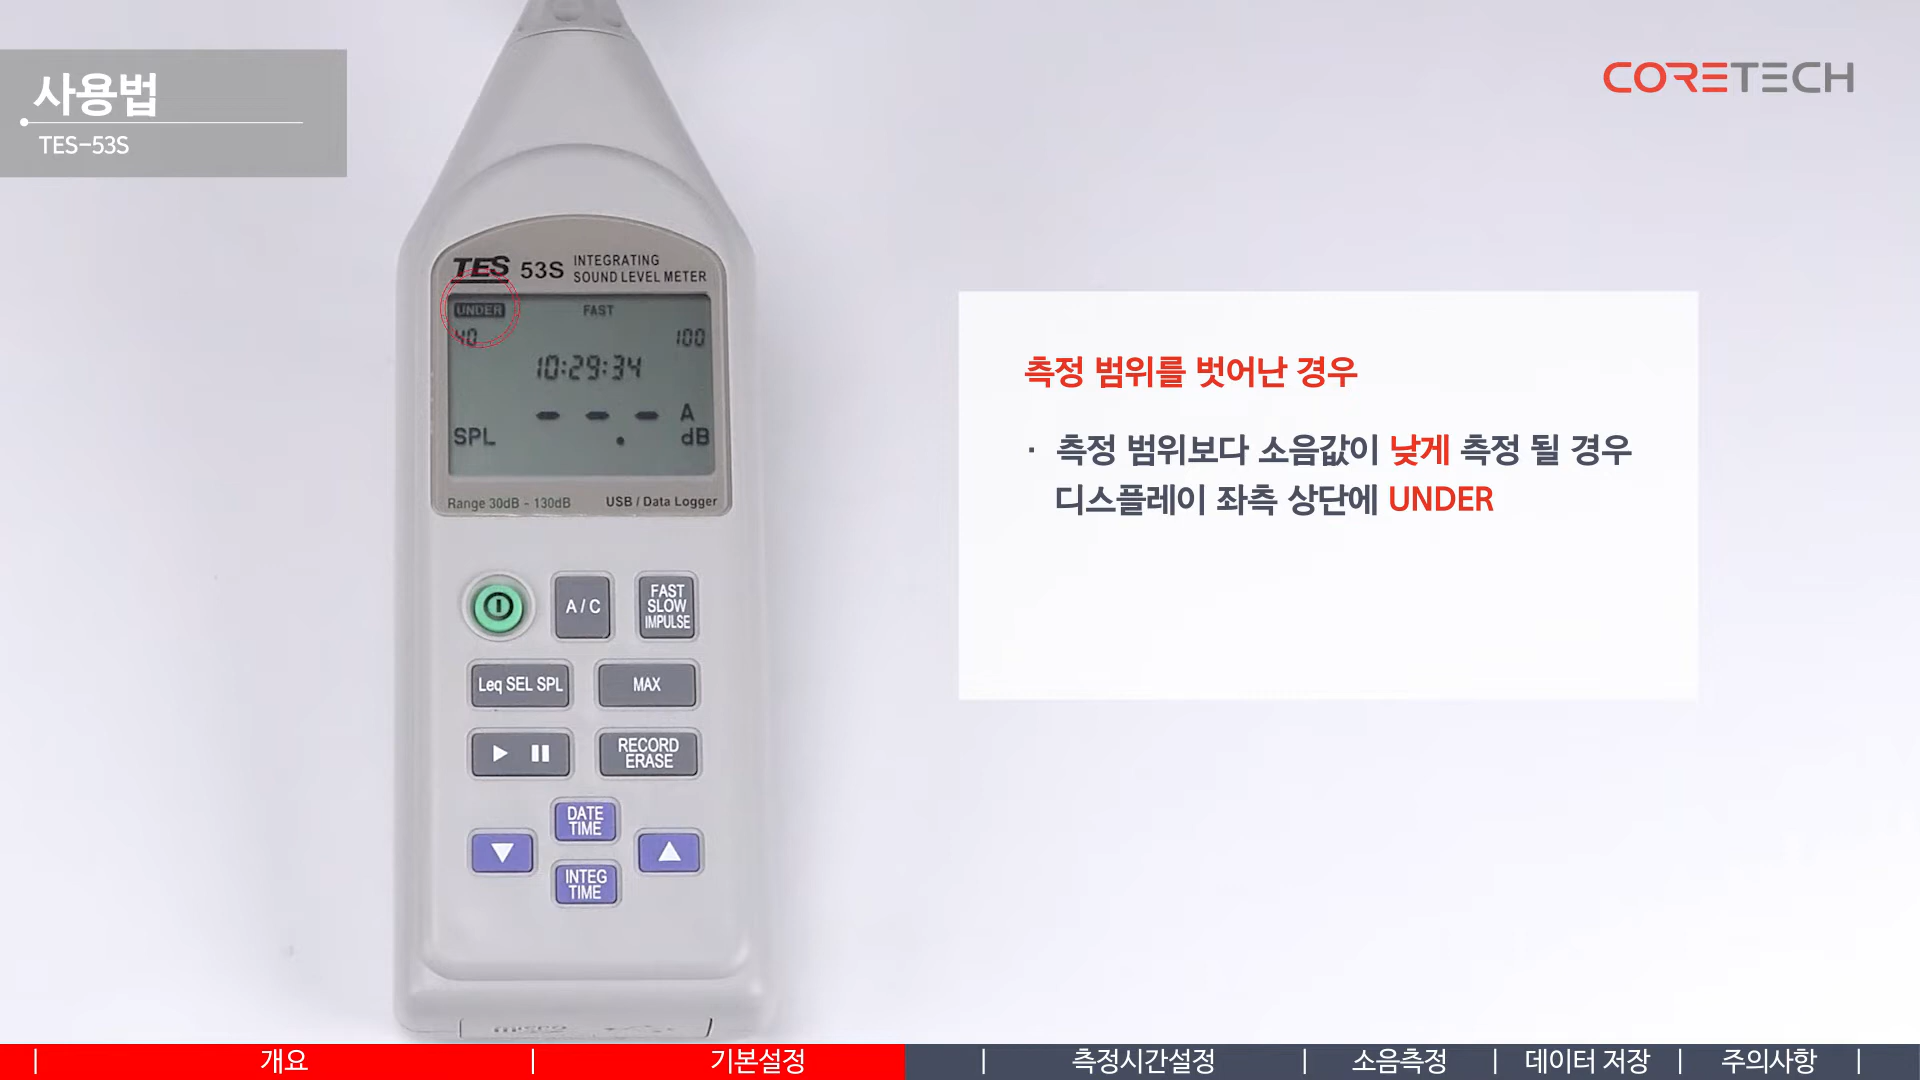 사용법
TES-53S
CORETECH
TES 53S INTEGRATING
SOUND LEVEL METER
UNDER FAST
40 100
10:29:34
- - . - A
SPL dB
Range 30dB - 130dB USB / Data Logger
A / C
FAST
SLOW
IMPULSE
Leq SEL SPL
MAX
RECORD
ERASE
DATE
TIME
INTEG
TIME
측정 범위를 벗어난 경우
· 측정 범위보다 소음값이 낮게 측정 될 경우
디스플레이 좌측 상단에 UNDER
| 개요 | 기본설정 | 측정시간설정 | 소음측정 | 데이터 저장 | 주의사항 |